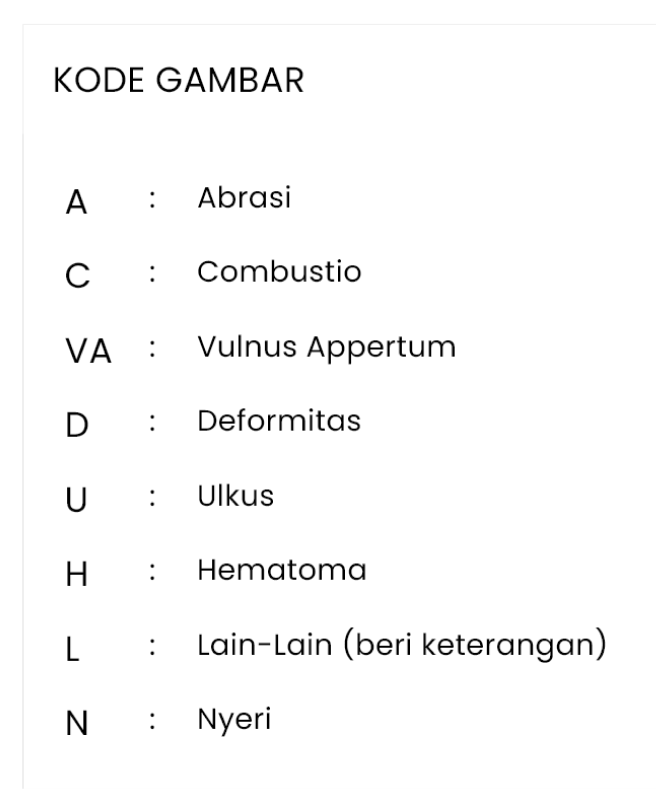 KODE GAMBAR
A : Abrasi
C : Combustio
VA : Vulnus Appertum
D : Deformitas
U : Ulkus
H : Hematoma
L : Lain-Lain (beri keterangan)
N : Nyeri